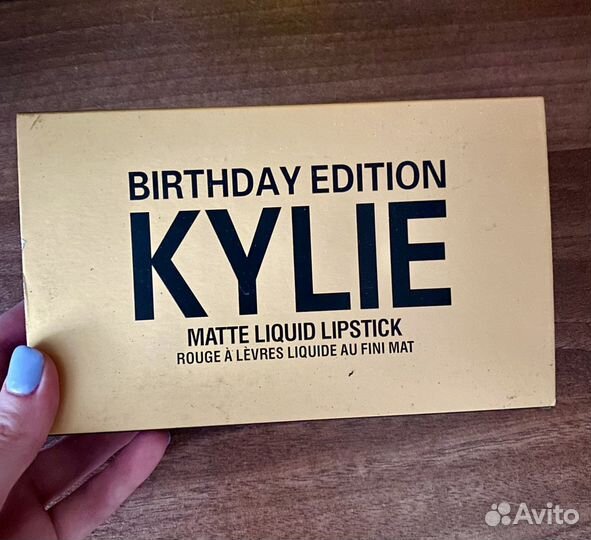 BIRTHDAY EDITION
KYLIE
MATTE LIQUID LIPSTICK
ROUGE À LÈVRES LIQUIDE AU FINI MAT
Avito